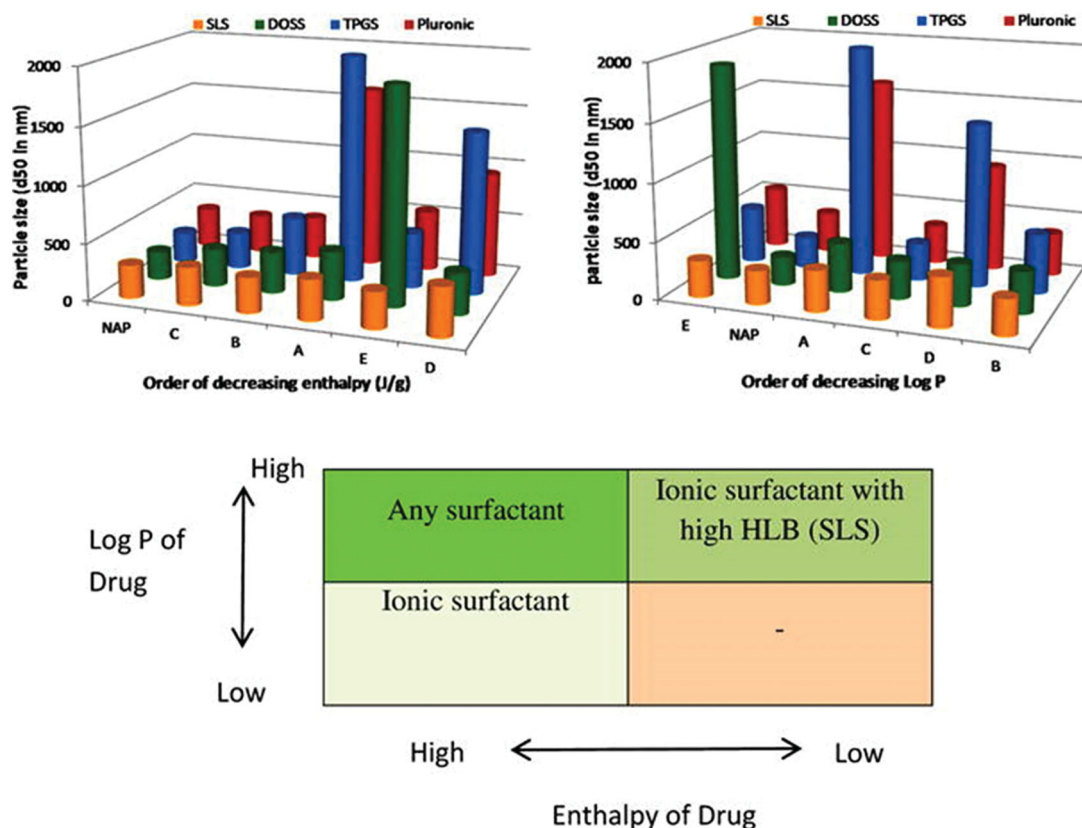 SLS DOSS TPGS Pluronic
Particle size (d50 In nm)
2000
1500
1000
500
0
NAP C B A E D
Order of decreasing enthalpy (J/g)
SLS DOSS TPGS Pluronic
particle size (d50 In nm)
2000
1500
1000
500
0
E NAP A C D B
Order of decreasing Log P
High
Log P of
Drug
Low
Any surfactant
Ionic surfactant with
high HLB (SLS)
Ionic surfactant
-
High
Low
Enthalpy of Drug